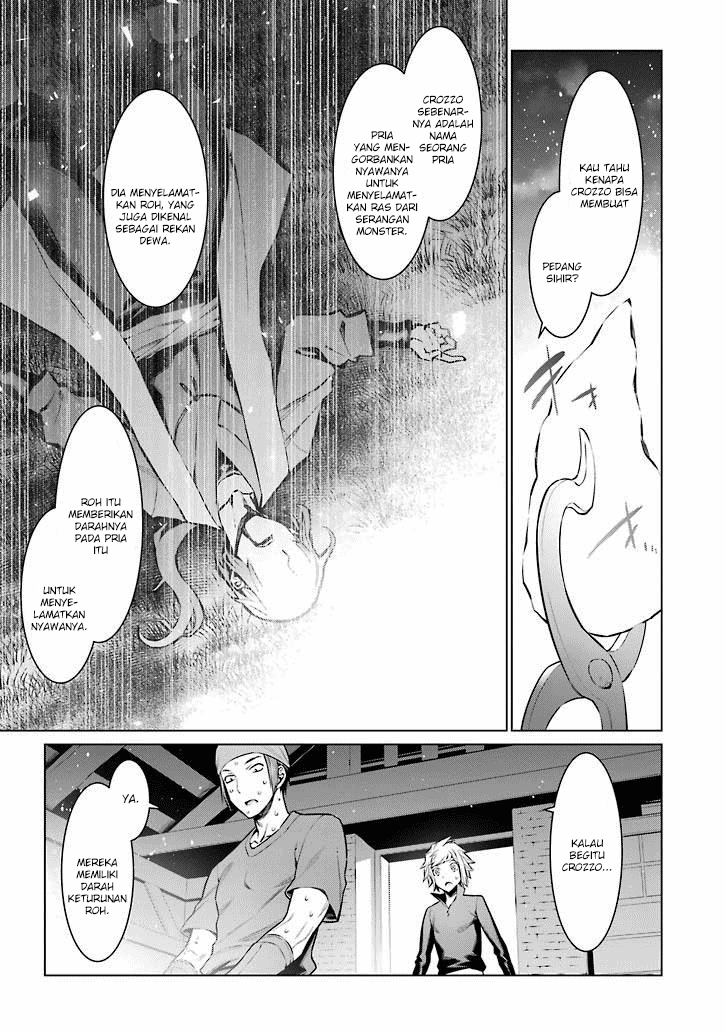 KAU TAHU
KENAPA
CROZZO BISA
MEMBUAT
PEDANG
SIHIR?
CROZZO
SEBENAR-
NYA ADALAH
NAMA
SEORANG
PRIA
PRIA
YANG MEN-
GORBANKAN
NYAWANYA
UNTUK
MENYELAMAT-
KAN RAS DARI
SERANGAN
MONSTER.
DIA MENYELAMAT-
KAN ROH, YANG
JUGA DIKENAL
SEBAGAI REKAN
DEWA.
ROH ITU
MEMBERIKAN
DARAHNYA
PADA PRIA
ITU
UNTUK
MENYE-
LAMATKAN
NYAWANYA.
KALAU
BEGITU
CROZZO...
YA.
MEREKA
MEMILIKI
DARAH
KETURUNAN
ROH.